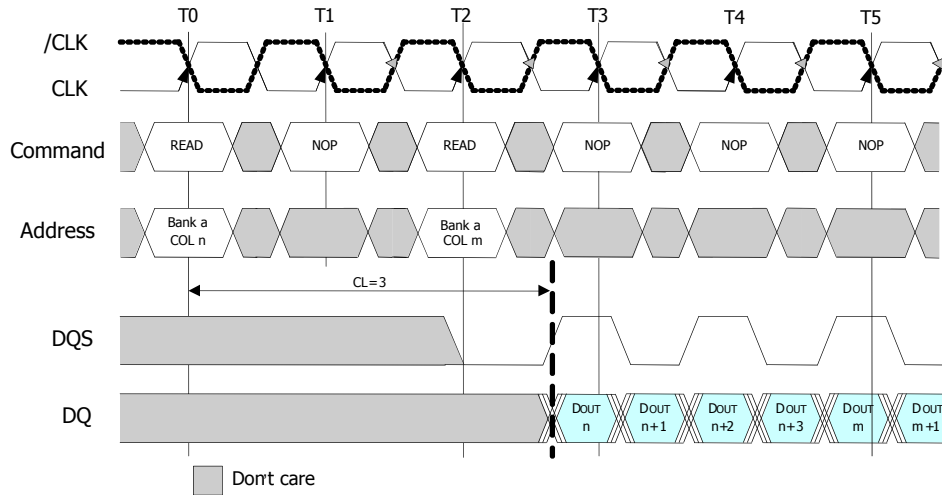 T0 T1 T2 T3 T4 T5
/CLK
CLK
Command READ NOP READ NOP NOP NOP
Address Bank a COL n Bank a COL m
CL=3
DQS
DQ DOUT n DOUT n+1 DOUT n+2 DOUT n+3 DOUT m DOUT m+1
Don't care